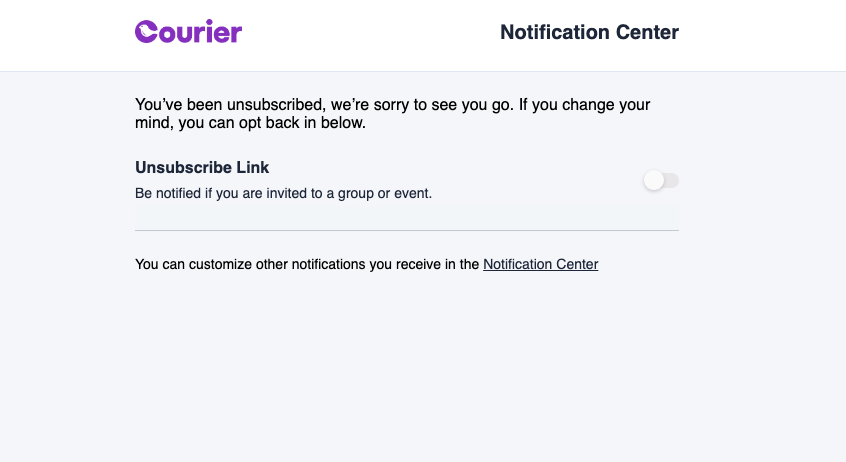 Courier
Notification Center
You’ve been unsubscribed, we’re sorry to see you go. If you change your
mind, you can opt back in below.
Unsubscribe Link
Be notified if you are invited to a group or event.
You can customize other notifications you receive in the Notification Center